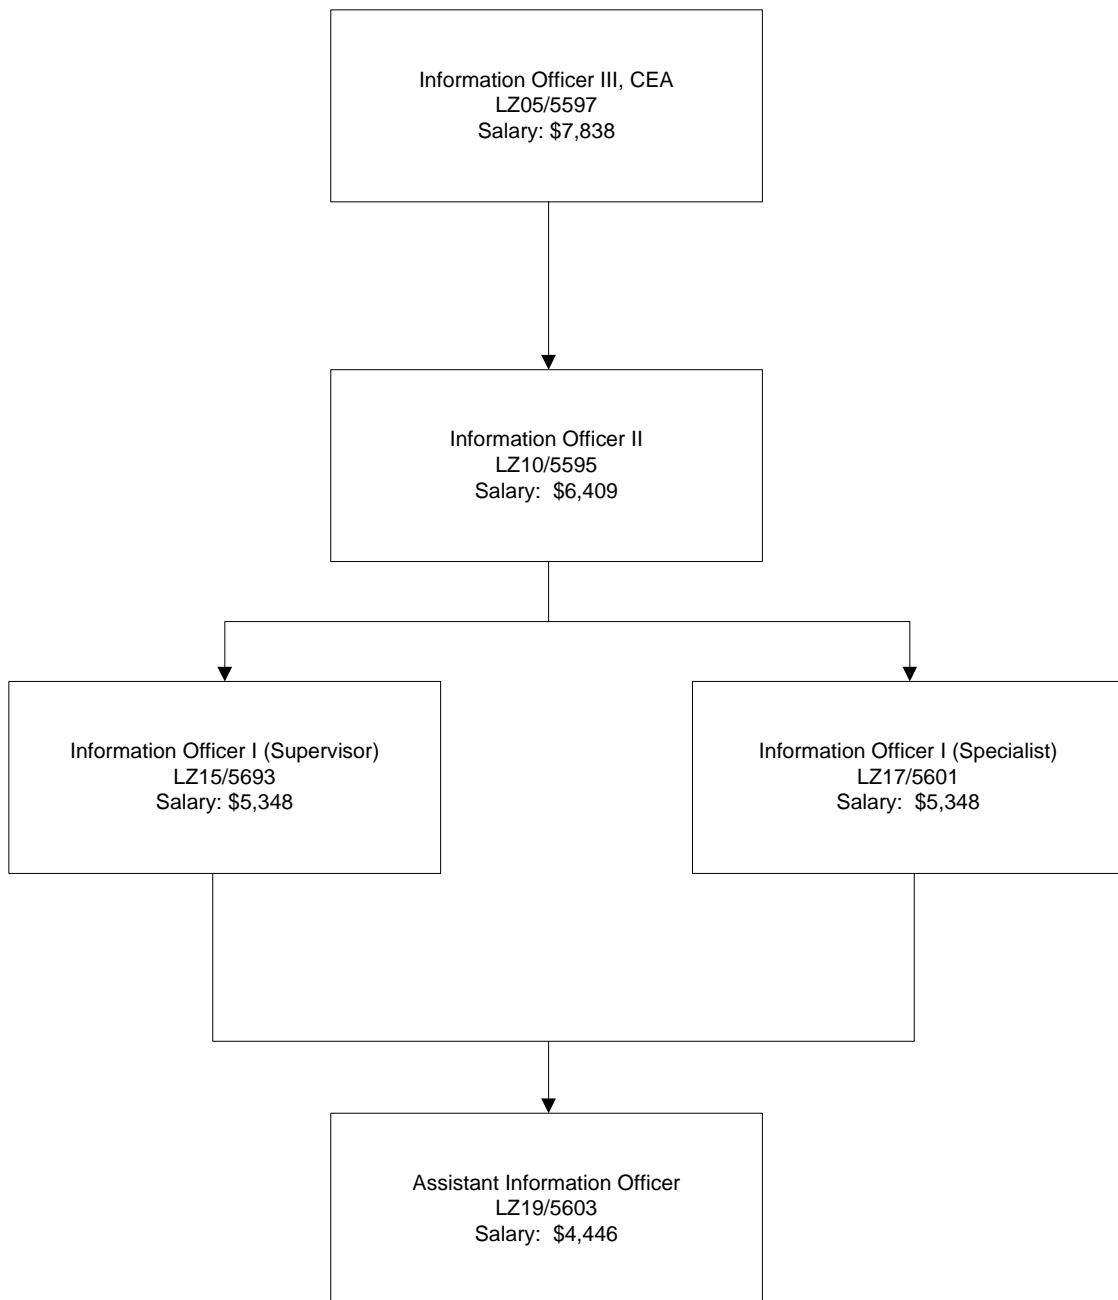 Information Officer III, CEA
LZ05/5597
Salary: $7,838
Information Officer II
LZ10/5595
Salary:  $6,409
Information Officer I (Supervisor)
LZ15/5693
Salary: $5,348
Information Officer I (Specialist)
LZ17/5601
Salary:  $5,348
Assistant Information Officer
LZ19/5603
Salary:  $4,446